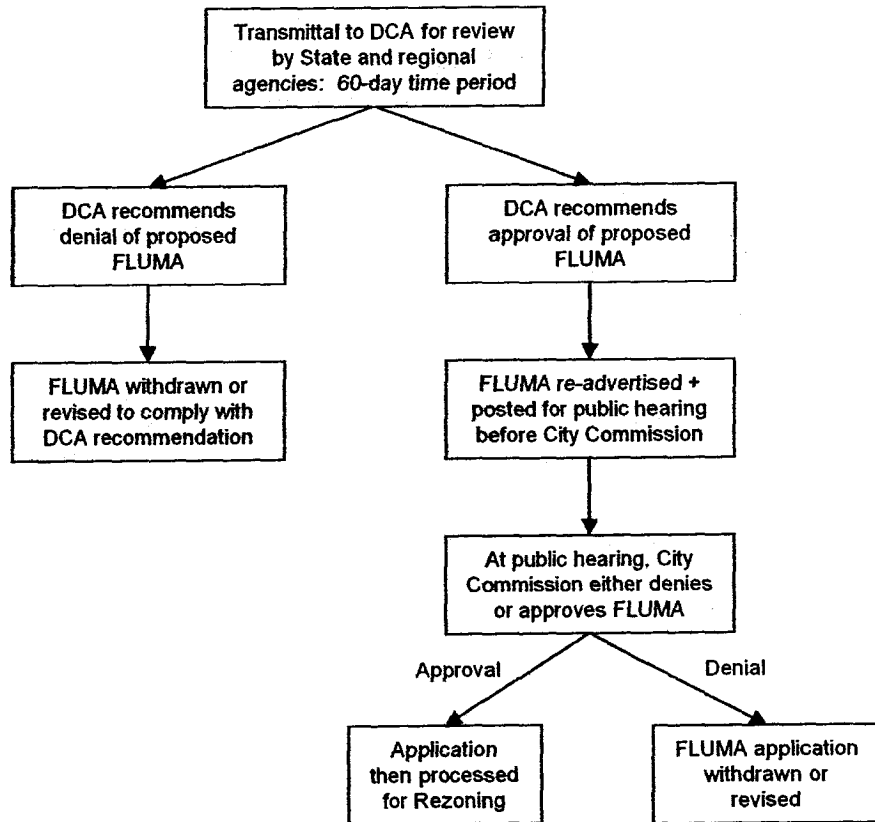 Transmittal to DCA for review
by State and regional
agencies: 60-day time period
DCA recommends
denial of proposed
FLUMA
DCA recommends
approval of proposed
FLUMA
FLUMA withdrawn or
revised to comply with
DCA recommendation
FLUMA re-advertised +
posted for public hearing
before City Commission
At public hearing, City
Commission either denies
or approves FLUMA
Approval
Denial
Application
then processed
for Rezoning
FLUMA application
withdrawn or
revised